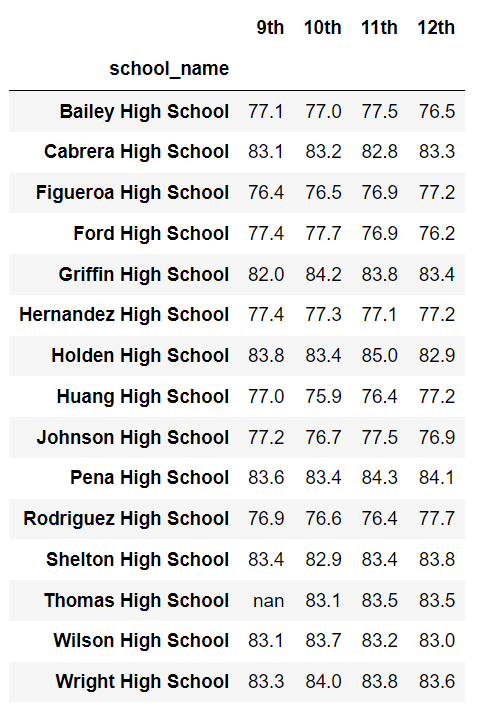 9th 10th 11th 12th
school_name
Bailey High School 77.1 77.0 77.5 76.5
Cabrera High School 83.1 83.2 82.8 83.3
Figueroa High School 76.4 76.5 76.9 77.2
Ford High School 77.4 77.7 76.9 76.2
Griffin High School 82.0 84.2 83.8 83.4
Hernandez High School 77.4 77.3 77.1 77.2
Holden High School 83.8 83.4 85.0 82.9
Huang High School 77.0 75.9 76.4 77.2
Johnson High School 77.2 76.7 77.5 76.9
Pena High School 83.6 83.4 84.3 84.1
Rodriguez High School 76.9 76.6 76.4 77.7
Shelton High School 83.4 82.9 83.4 83.8
Thomas High School nan 83.1 83.5 83.5
Wilson High School 83.1 83.7 83.2 83.0
Wright High School 83.3 84.0 83.8 83.6